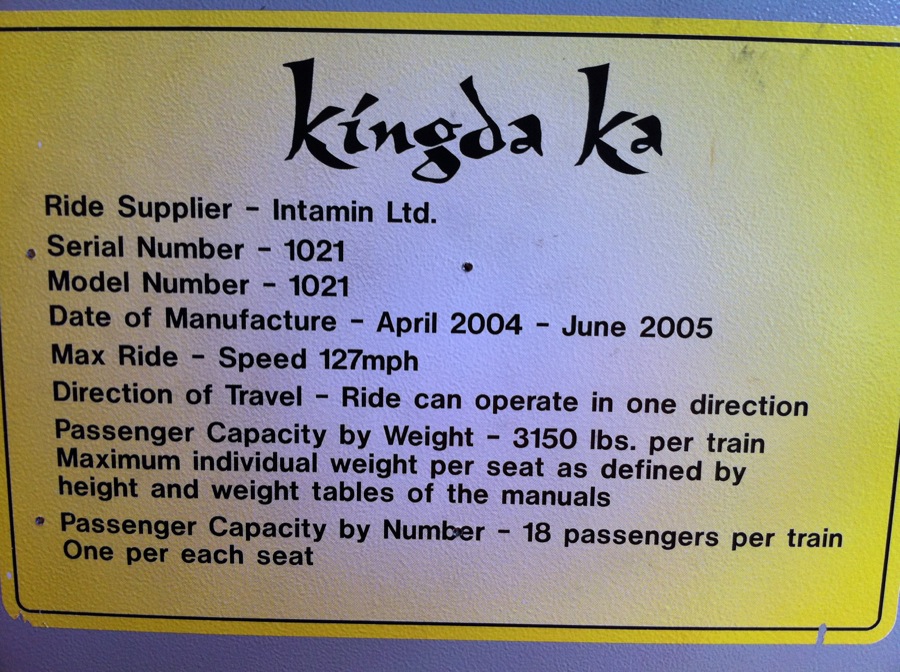 kingda ka
Ride Supplier - Intamin Ltd.
Serial Number - 1021
Model Number - 1021
Date of Manufacture - April 2004 - June 2005
Max Ride - Speed 127mph
Direction of Travel - Ride can operate in one direction
Passenger Capacity by Weight - 3150 lbs. per train
Maximum individual weight per seat as defined by
height and weight tables of the manuals
Passenger Capacity by Number - 18 passengers per train
One per each seat